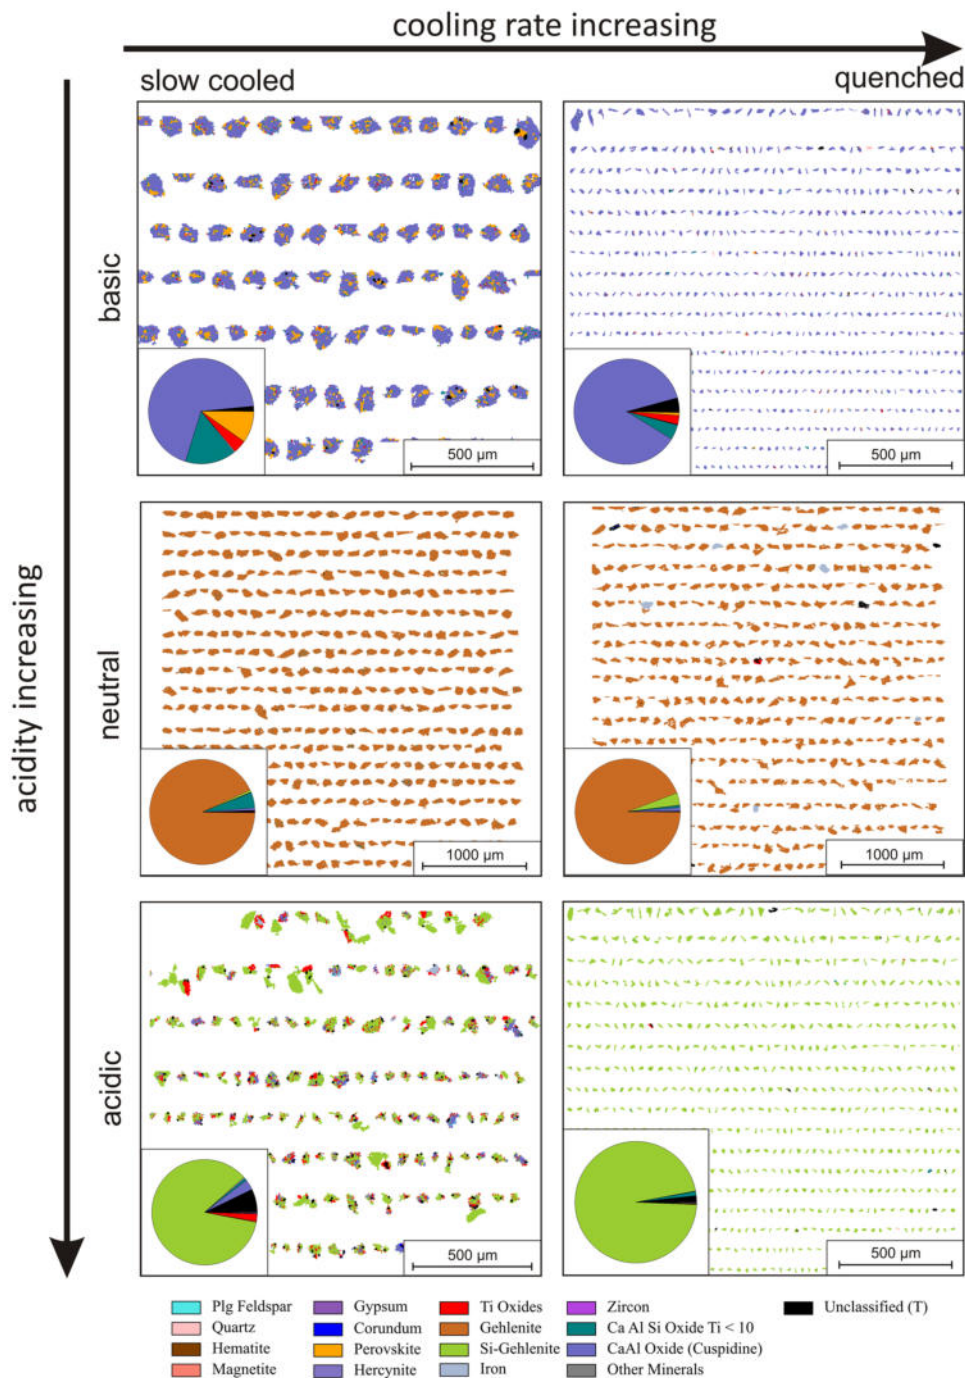 cooling rate increasing
slow cooled
quenched
acidity increasing
basic
500 µm
500 µm
neutral
1000 µm
1000 µm
acidic
500 µm
500 µm
Plg Feldspar
Quartz
Hematite
Magnetite
Gypsum
Corundum
Perovskite
Hercynite
Ti Oxides
Gehlenite
Si-Gehlenite
Iron
Zircon
Ca Al Si Oxide Ti < 10
CaAl Oxide (Cuspidine)
Other Minerals
Unclassified (T)